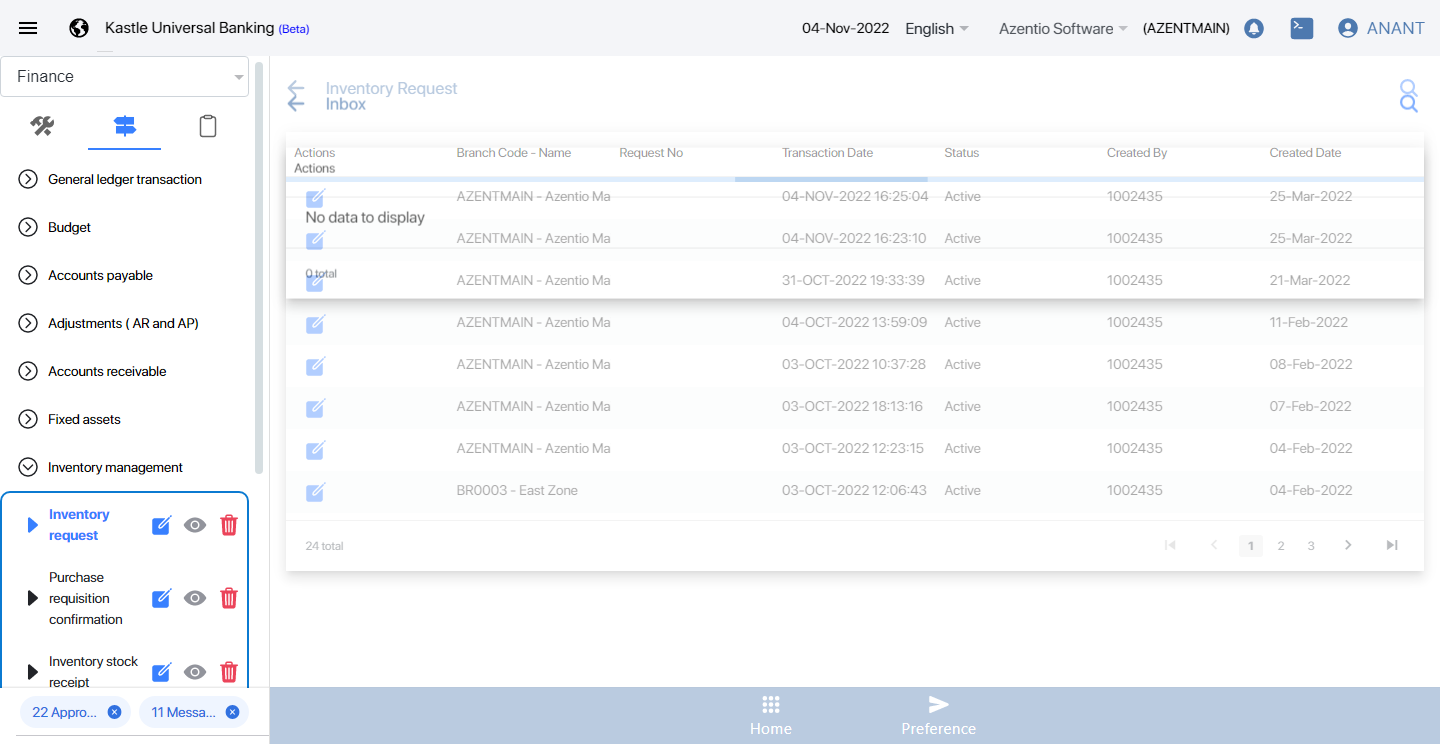 Kastle Universal Banking (Beta)
04-Nov-2022
English
Azentio Software
(AZENTMAIN)
ANANT
Finance
General ledger transaction
Budget
Accounts payable
Adjustments ( AR and AP)
Accounts receivable
Fixed assets
Inventory management
Inventory
request
Purchase
requisition
confirmation
Inventory stock
receipt
22 Appro...
11 Messa...
Inventory Request
Inbox
Actions Branch Code - Name Request No Transaction Date Status Created By Created Date
Actions
AZENTMAIN - Azentio Ma 04-NOV-2022 16:25:04 Active 1002435 25-Mar-2022
No data to display
AZENTMAIN - Azentio Ma 04-NOV-2022 16:23:10 Active 1002435 25-Mar-2022
0 total
AZENTMAIN - Azentio Ma 31-OCT-2022 19:33:39 Active 1002435 21-Mar-2022
AZENTMAIN - Azentio Ma 04-OCT-2022 13:59:09 Active 1002435 11-Feb-2022
AZENTMAIN - Azentio Ma 03-OCT-2022 10:37:28 Active 1002435 08-Feb-2022
AZENTMAIN - Azentio Ma 03-OCT-2022 18:13:16 Active 1002435 07-Feb-2022
AZENTMAIN - Azentio Ma 03-OCT-2022 12:23:15 Active 1002435 04-Feb-2022
BR0003 - East Zone 03-OCT-2022 12:06:43 Active 1002435 04-Feb-2022
24 total
1 2 3
Home
Preference